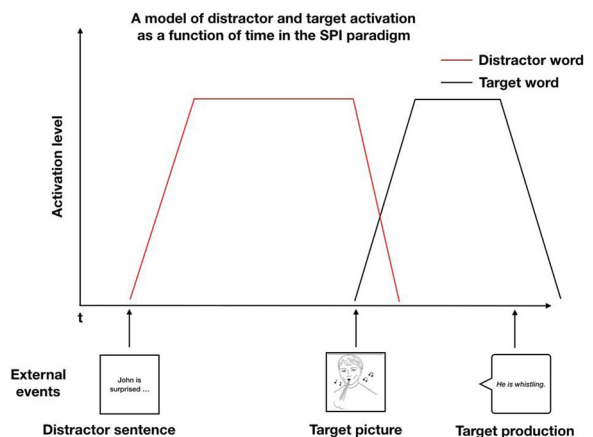 A model of distractor and target activation
as a function of time in the SPI paradigm
Distractor word
Target word
Activation level
t
External
events
John is
surprised ...
He is whistling.
Distractor sentence
Target picture
Target production